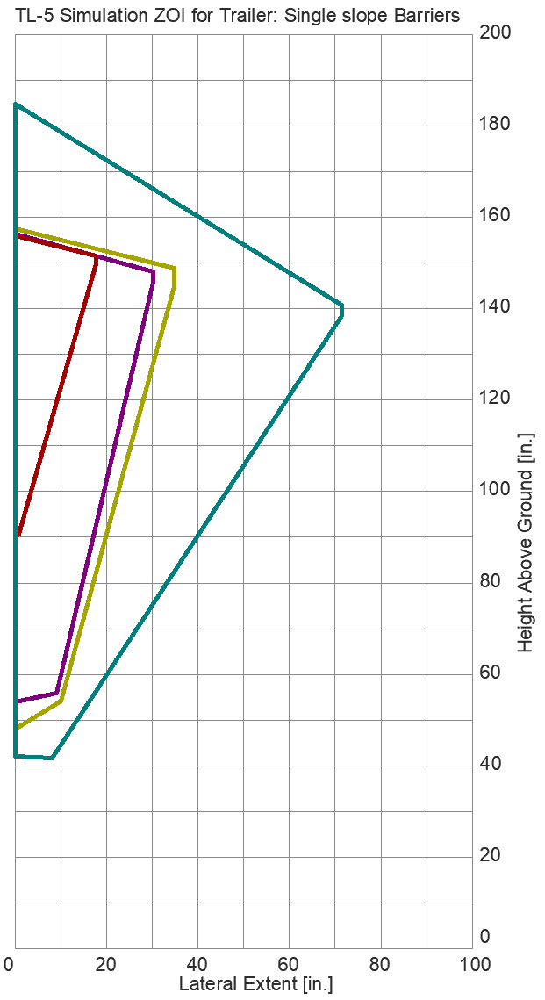 TL-5 Simulation ZOI for Trailer: Single slope Barriers
200
180
160
140
120
100
80
60
40
20
0
Height Above Ground [in.]
0 20 40 60 80 100
Lateral Extent [in.]